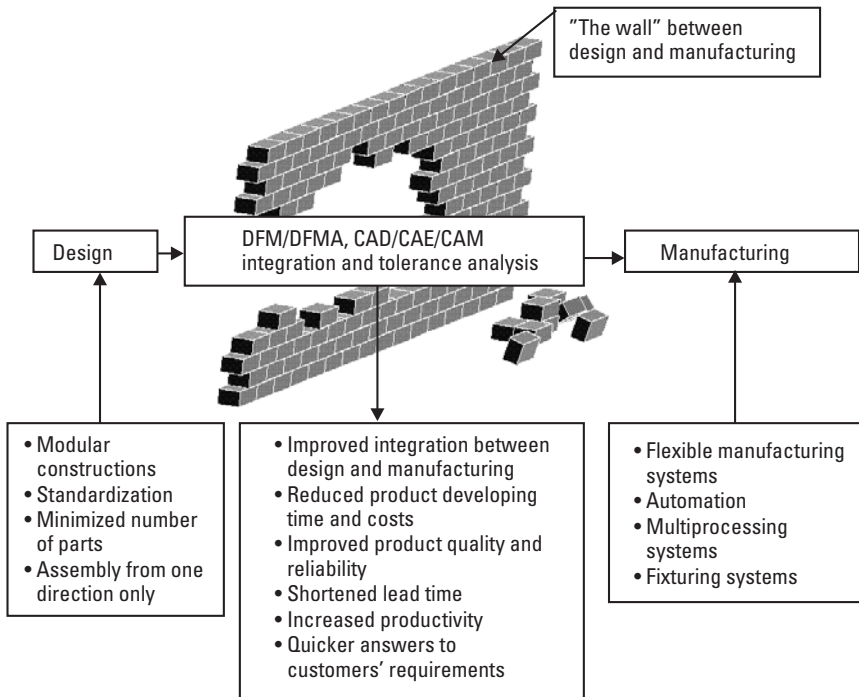 ”The wall” between
design and manufacturing
Design
DFM/DFMA, CAD/CAE/CAM
integration and tolerance analysis
Manufacturing
• Modular
constructions
• Standardization
• Minimized number
of parts
• Assembly from one
direction only
• Improved integration between
design and manufacturing
• Reduced product developing
time and costs
• Improved product quality and
reliability
• Shortened lead time
• Increased productivity
• Quicker answers to
customers’ requirements
• Flexible manufacturing
systems
• Automation
• Multiprocessing
systems
• Fixturing systems